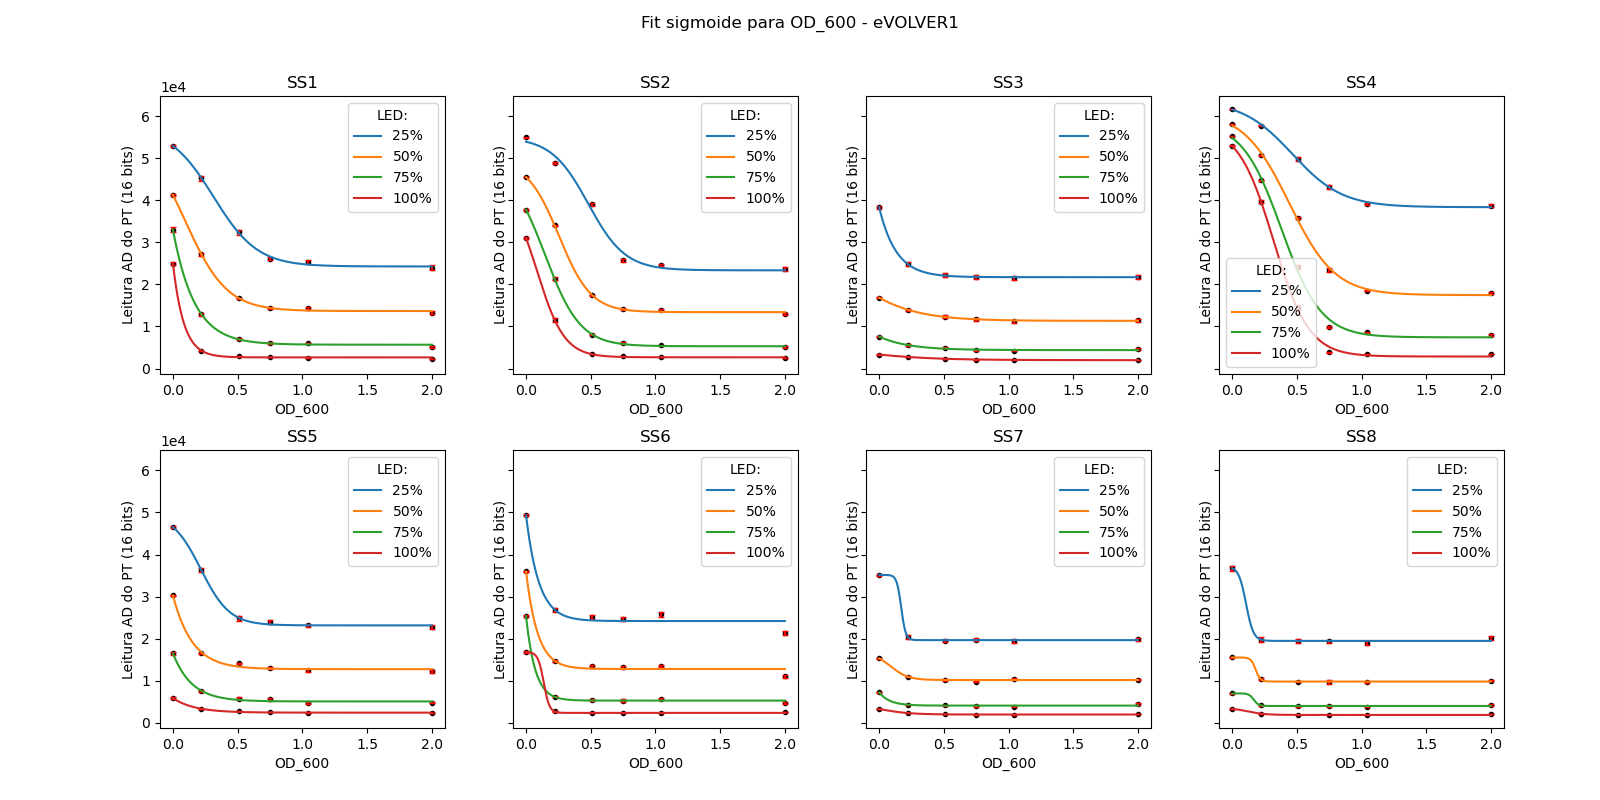 Fit sigmoide para OD_600 - eVOLVER1
SS1
1e4
Leitura AD do PT (16 bits)
6
5
4
3
2
1
0
LED:
25%
50%
75%
100%
0.0 0.5 1.0 1.5 2.0
OD_600
SS2
Leitura AD do PT (16 bits)
LED:
25%
50%
75%
100%
0.0 0.5 1.0 1.5 2.0
OD_600
SS3
Leitura AD do PT (16 bits)
LED:
25%
50%
75%
100%
0.0 0.5 1.0 1.5 2.0
OD_600
SS4
Leitura AD do PT (16 bits)
LED:
25%
50%
75%
100%
0.0 0.5 1.0 1.5 2.0
OD_600
SS5
1e4
Leitura AD do PT (16 bits)
6
5
4
3
2
1
0
LED:
25%
50%
75%
100%
0.0 0.5 1.0 1.5 2.0
OD_600
SS6
Leitura AD do PT (16 bits)
LED:
25%
50%
75%
100%
0.0 0.5 1.0 1.5 2.0
OD_600
SS7
Leitura AD do PT (16 bits)
LED:
25%
50%
75%
100%
0.0 0.5 1.0 1.5 2.0
OD_600
SS8
Leitura AD do PT (16 bits)
LED:
25%
50%
75%
100%
0.0 0.5 1.0 1.5 2.0
OD_600